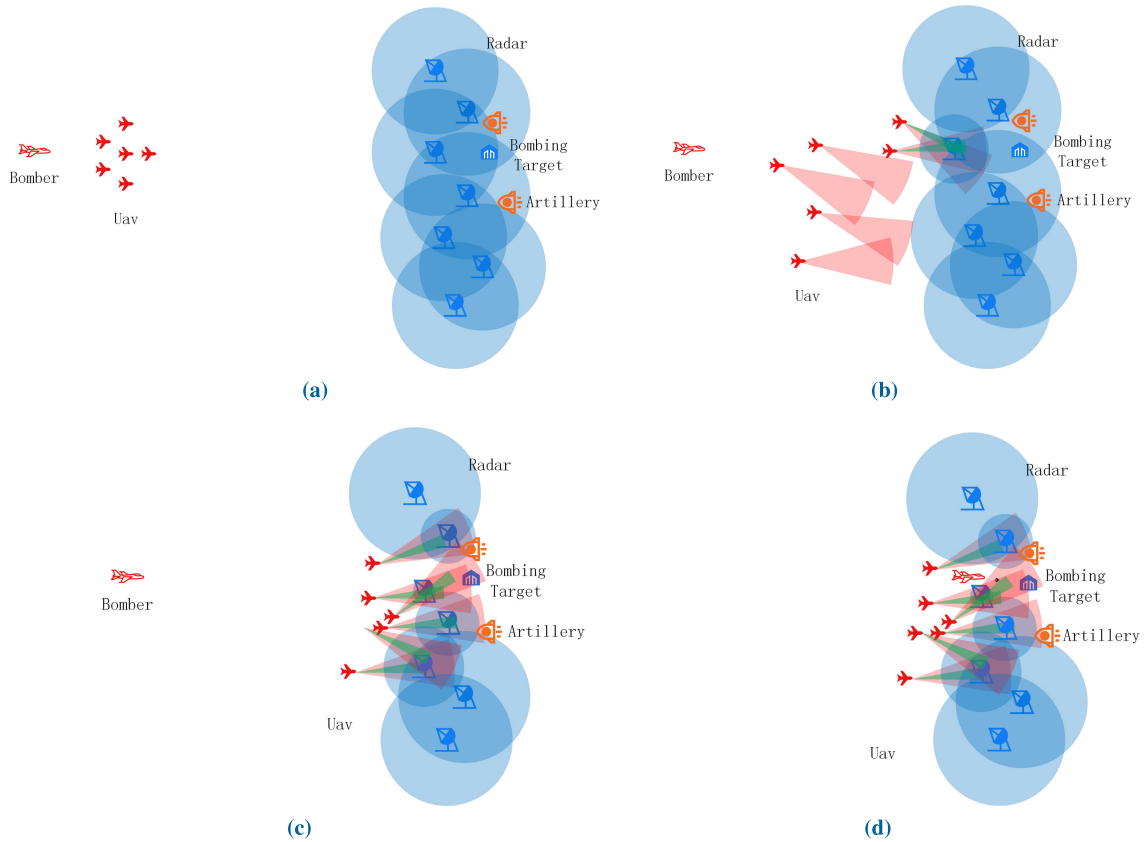 Radar
Bombing
Target
Bomber
Artillery
Uav
(a)
Radar
Bombing
Target
Bomber
Artillery
Uav
(b)
Radar
Bombing
Target
Bomber
Artillery
Uav
(c)
Radar
Bombing
Target
Artillery
Uav
(d)